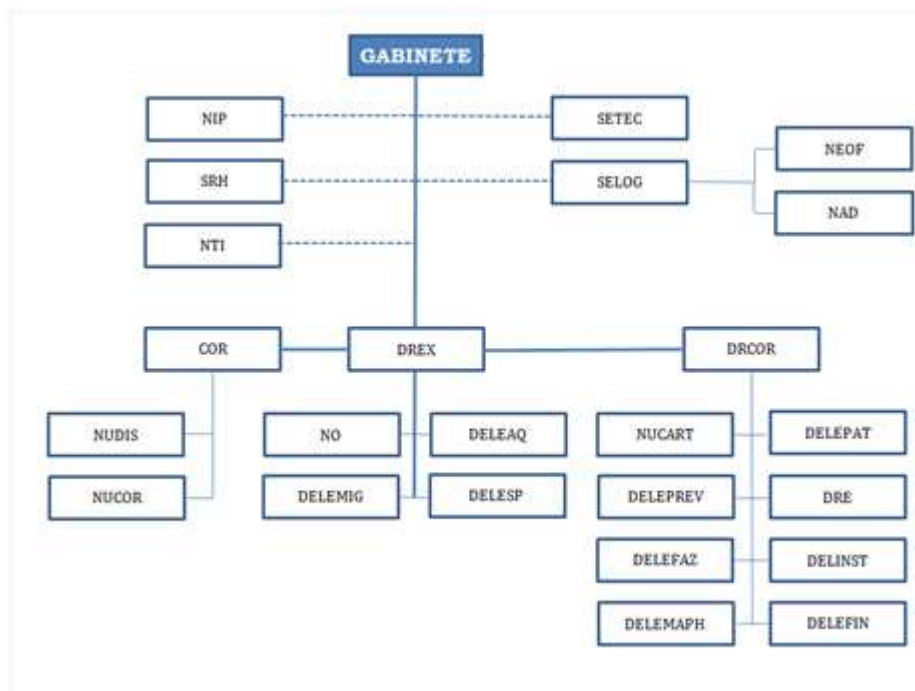 GABINETE
NIP
SETEC
NEOF
SRH
SELOG
NAD
NTI
COR
DREX
DRCOR
NUDIS
NO
DELEAQ
NUCART
DELEPAT
NUCOR
DELEMIG
DELESP
DELEPREV
DRE
DELEFAZ
DELINST
DELEMAPH
DELEFIN